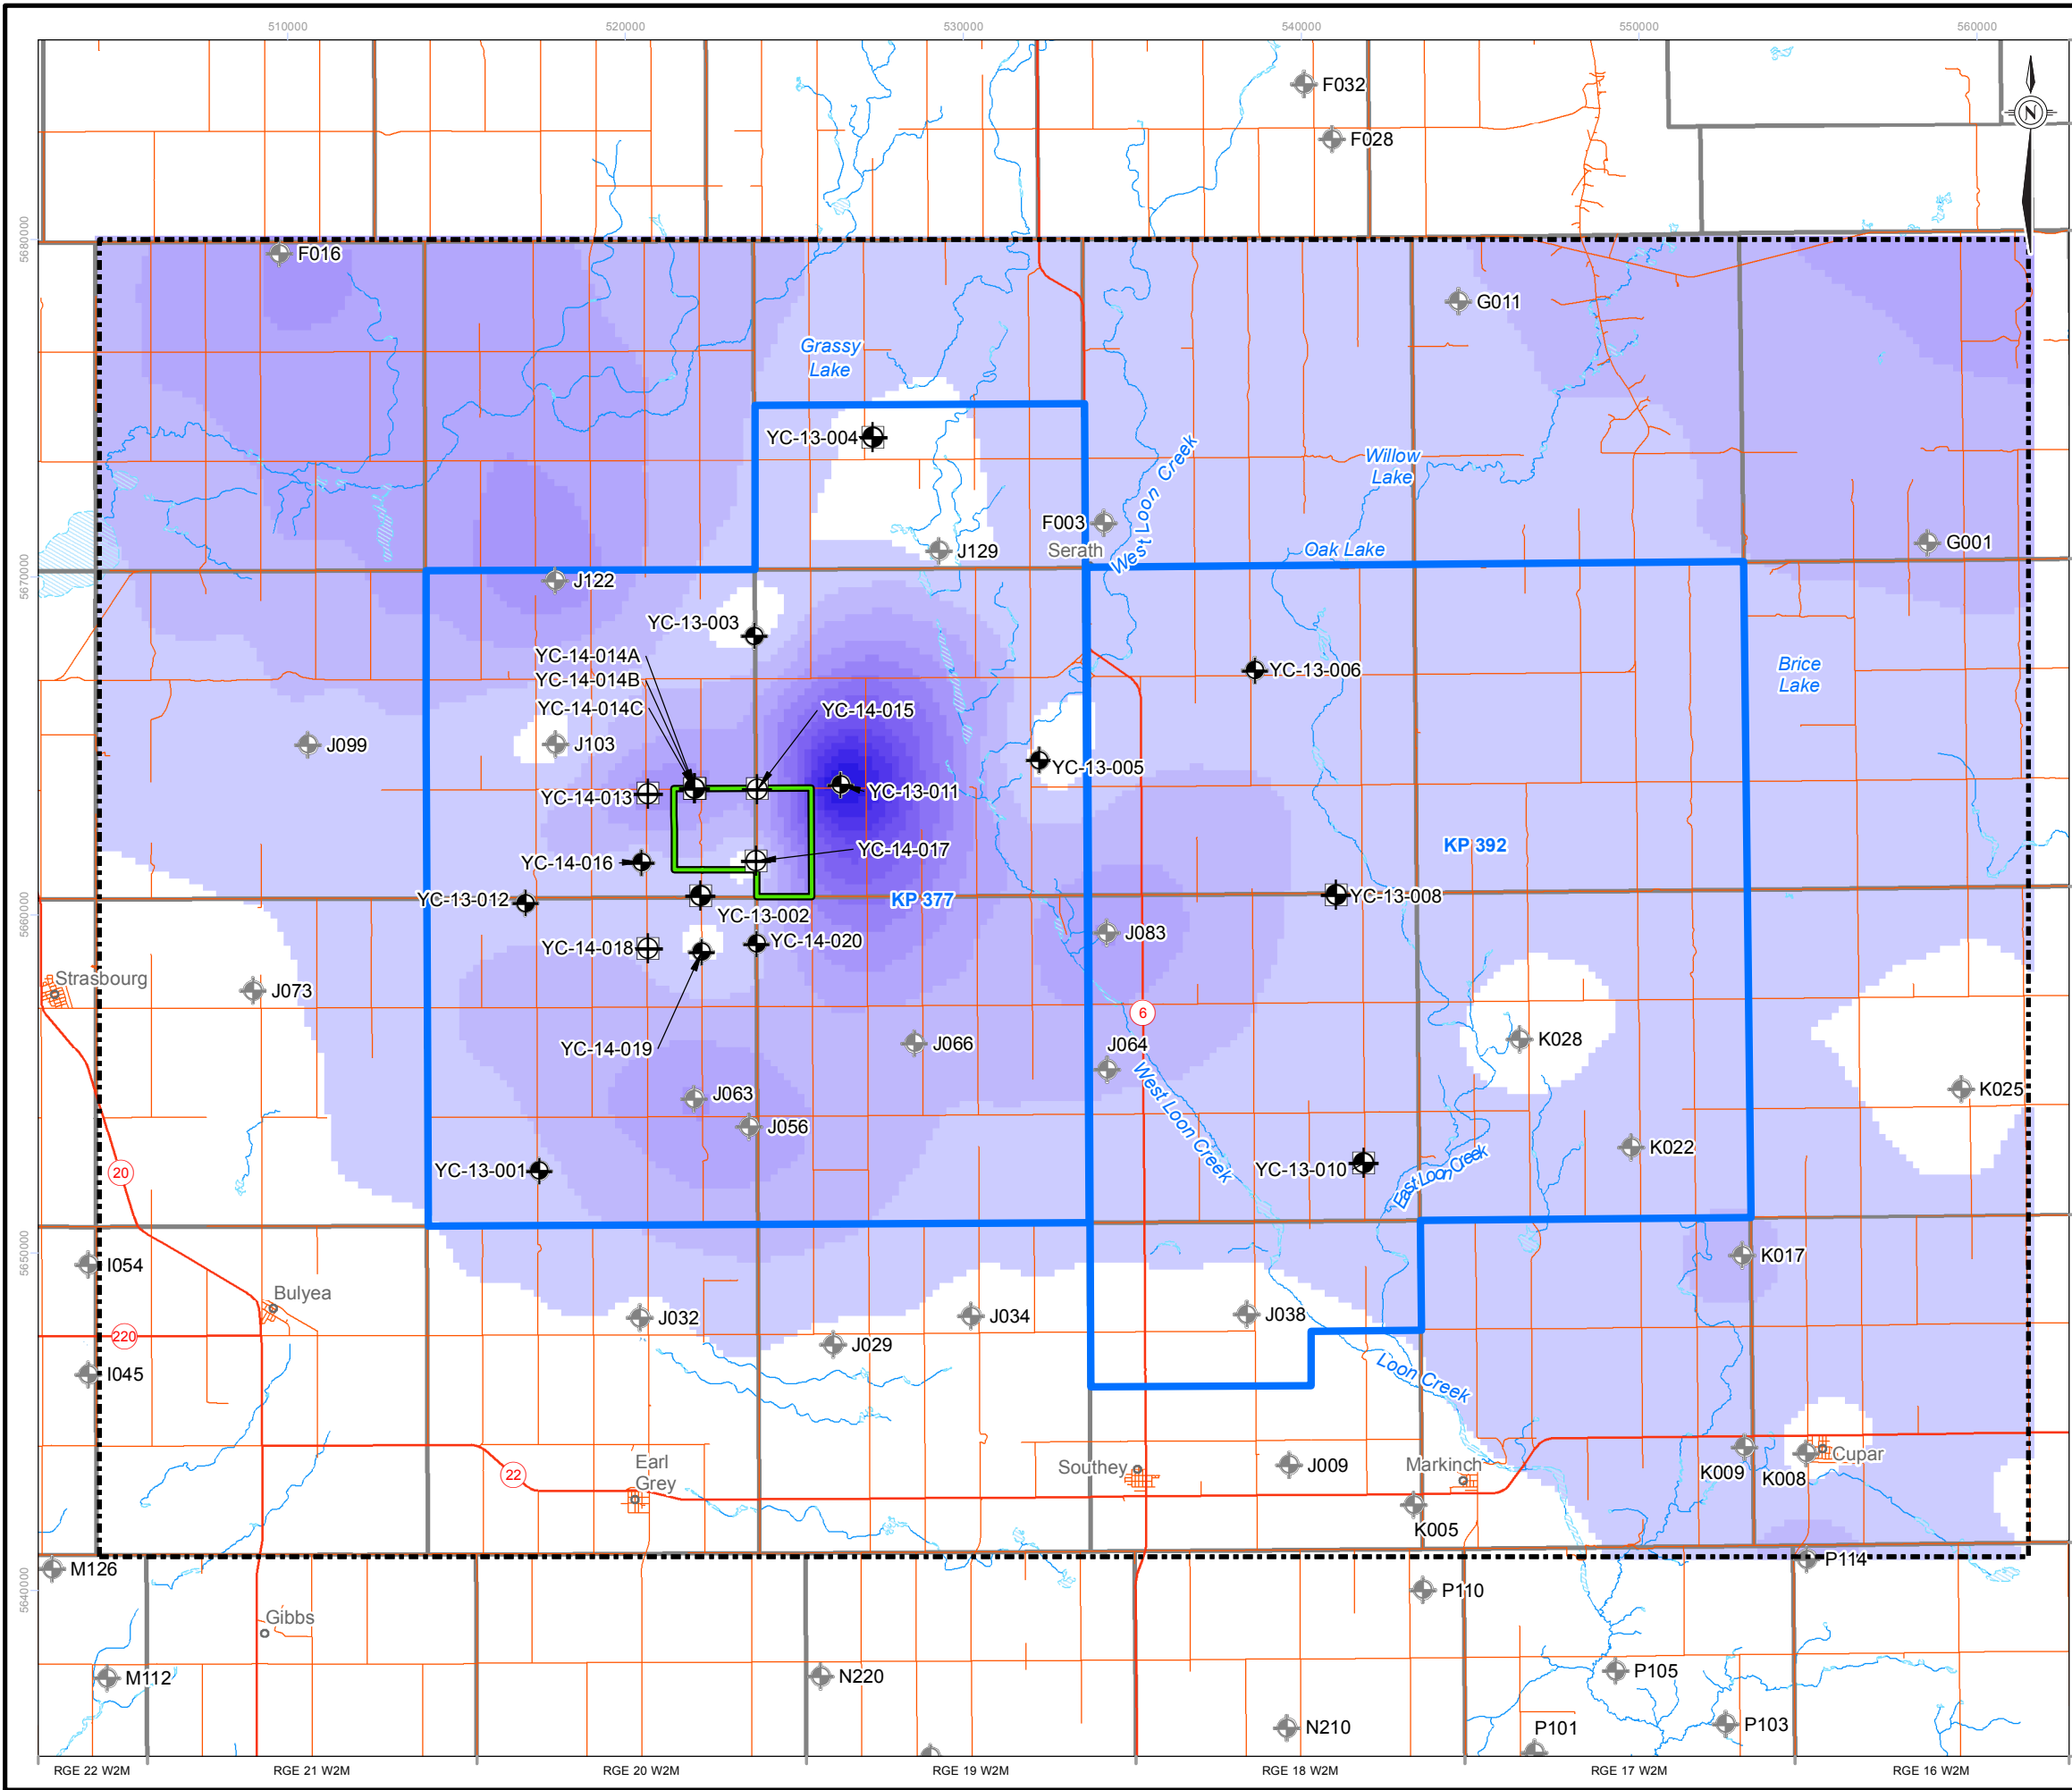 510000
520000
530000
540000
550000
560000
F032
N
F028
5680000
F016
G011
Grassy
Lake
YC-13-004
West Loon Creek
Willow
Lake
F003
Serath
J129
Oak Lake
G001
5670000
J122
YC-13-003
YC-14-014A
YC-14-014B
YC-14-014C
YC-13-006
Brice
Lake
YC-14-015
J099
J103
YC-13-005
YC-14-013
YC-13-011
KP 392
YC-14-017
YC-14-016
YC-13-012
KP 377
YC-13-008
5660000
YC-13-002
J083
YC-14-018
YC-14-020
Strasbourg
J073
6
YC-14-019
J066
J064
K028
K025
West Loon Creek
J063
J056
K022
20
YC-13-001
YC-13-010
East Loon Creek
5650000
I054
K017
Bulyea
J032
J034
J038
220
J029
I045
Loon Creek
Earl
Grey
22
Southey
J009
Markinch
K009
K008
Cupar
K005
M126
P114
5640000
P110
Gibbs
M112
N220
P105
N210
P101
P103
RGE 22 W2M
RGE 21 W2M
RGE 20 W2M
RGE 19 W2M
RGE 18 W2M
RGE 17 W2M
RGE 16 W2M